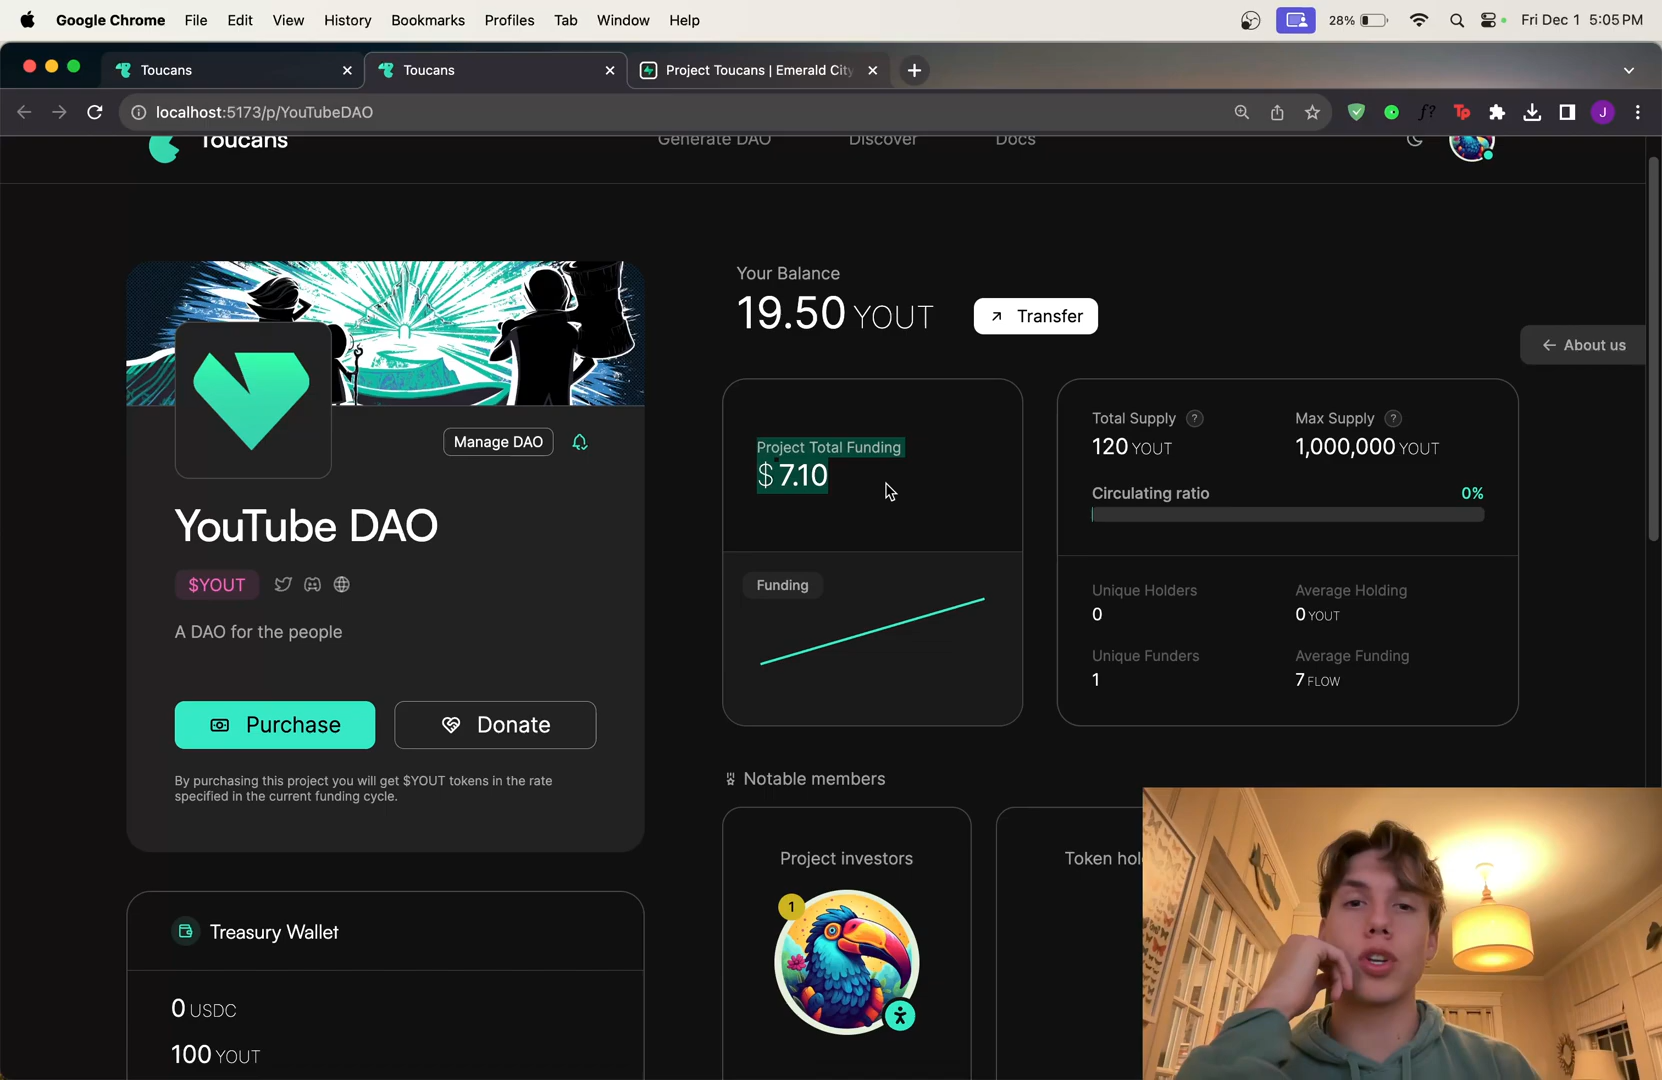 Google Chrome File Edit View History Bookmarks Profiles Tab Window Help 28% Fri Dec 1 5:05 PM
Toucans Toucans Project Toucans | Emerald City
localhost:5173/p/YouTubeDAO f? Tp J
Toucans Generate DAO Discover Docs
About us
Manage DAO
YouTube DAO
$YOUT
A DAO for the people
Purchase Donate
By purchasing this project you will get $YOUT tokens in the rate
specified in the current funding cycle.
Treasury Wallet
0 USDC
100 YOUT
Your Balance
19.50 YOUT Transfer
Project Total Funding
$ 7.10
Funding
Total Supply ? Max Supply ?
120 YOUT 1,000,000 YOUT
Circulating ratio 0%
Unique Holders Average Holding
0 0 YOUT
Unique Funders Average Funding
1 7 FLOW
Notable members
Project investors
1